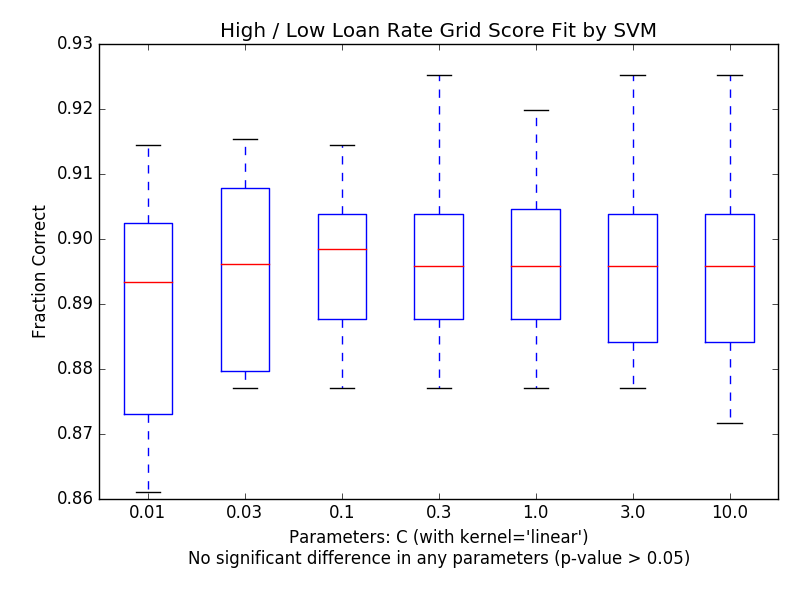 High / Low Loan Rate Grid Score Fit by SVM
0.93
0.92
0.91
0.90
0.89
0.88
0.87
0.86
Fraction Correct
0.01 0.03 0.1 0.3 1.0 3.0 10.0
Parameters: C (with kernel='linear')
No significant difference in any parameters (p-value > 0.05)